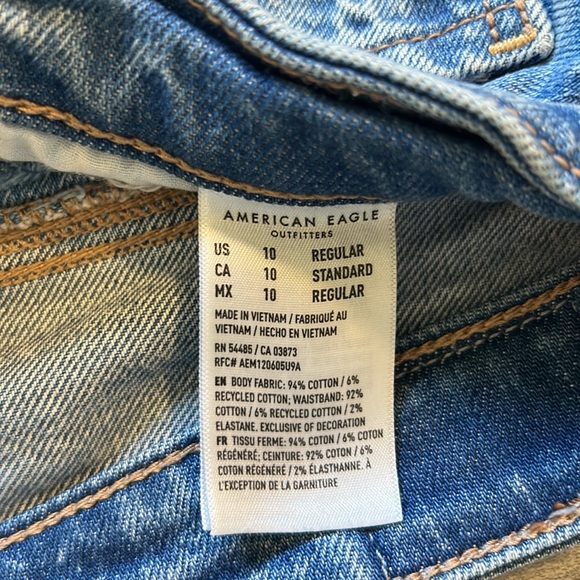 AMERICAN EAGLE
OUTFITTERS
US 10 REGULAR
CA 10 STANDARD
MX 10 REGULAR
MADE IN VIETNAM / FABRIQUÉ AU
VIETNAM / HECHO EN VIETNAM
RN 54485 / CA 03873
RFC# AEM120605U9A
EN BODY FABRIC: 94% COTTON / 6%
RECYCLED COTTON; WAISTBAND: 92%
COTTON / 6% RECYCLED COTTON / 2%
ELASTANE. EXCLUSIVE OF DECORATION
FR TISSU FERME: 94% COTON / 6% COTON
RÉGÉNÉRÉ; CEINTURE: 92% COTON / 6%
COTON RÉGÉNÉRÉ / 2% ÉLASTHANNE. À
L'EXCEPTION DE LA GARNITURE